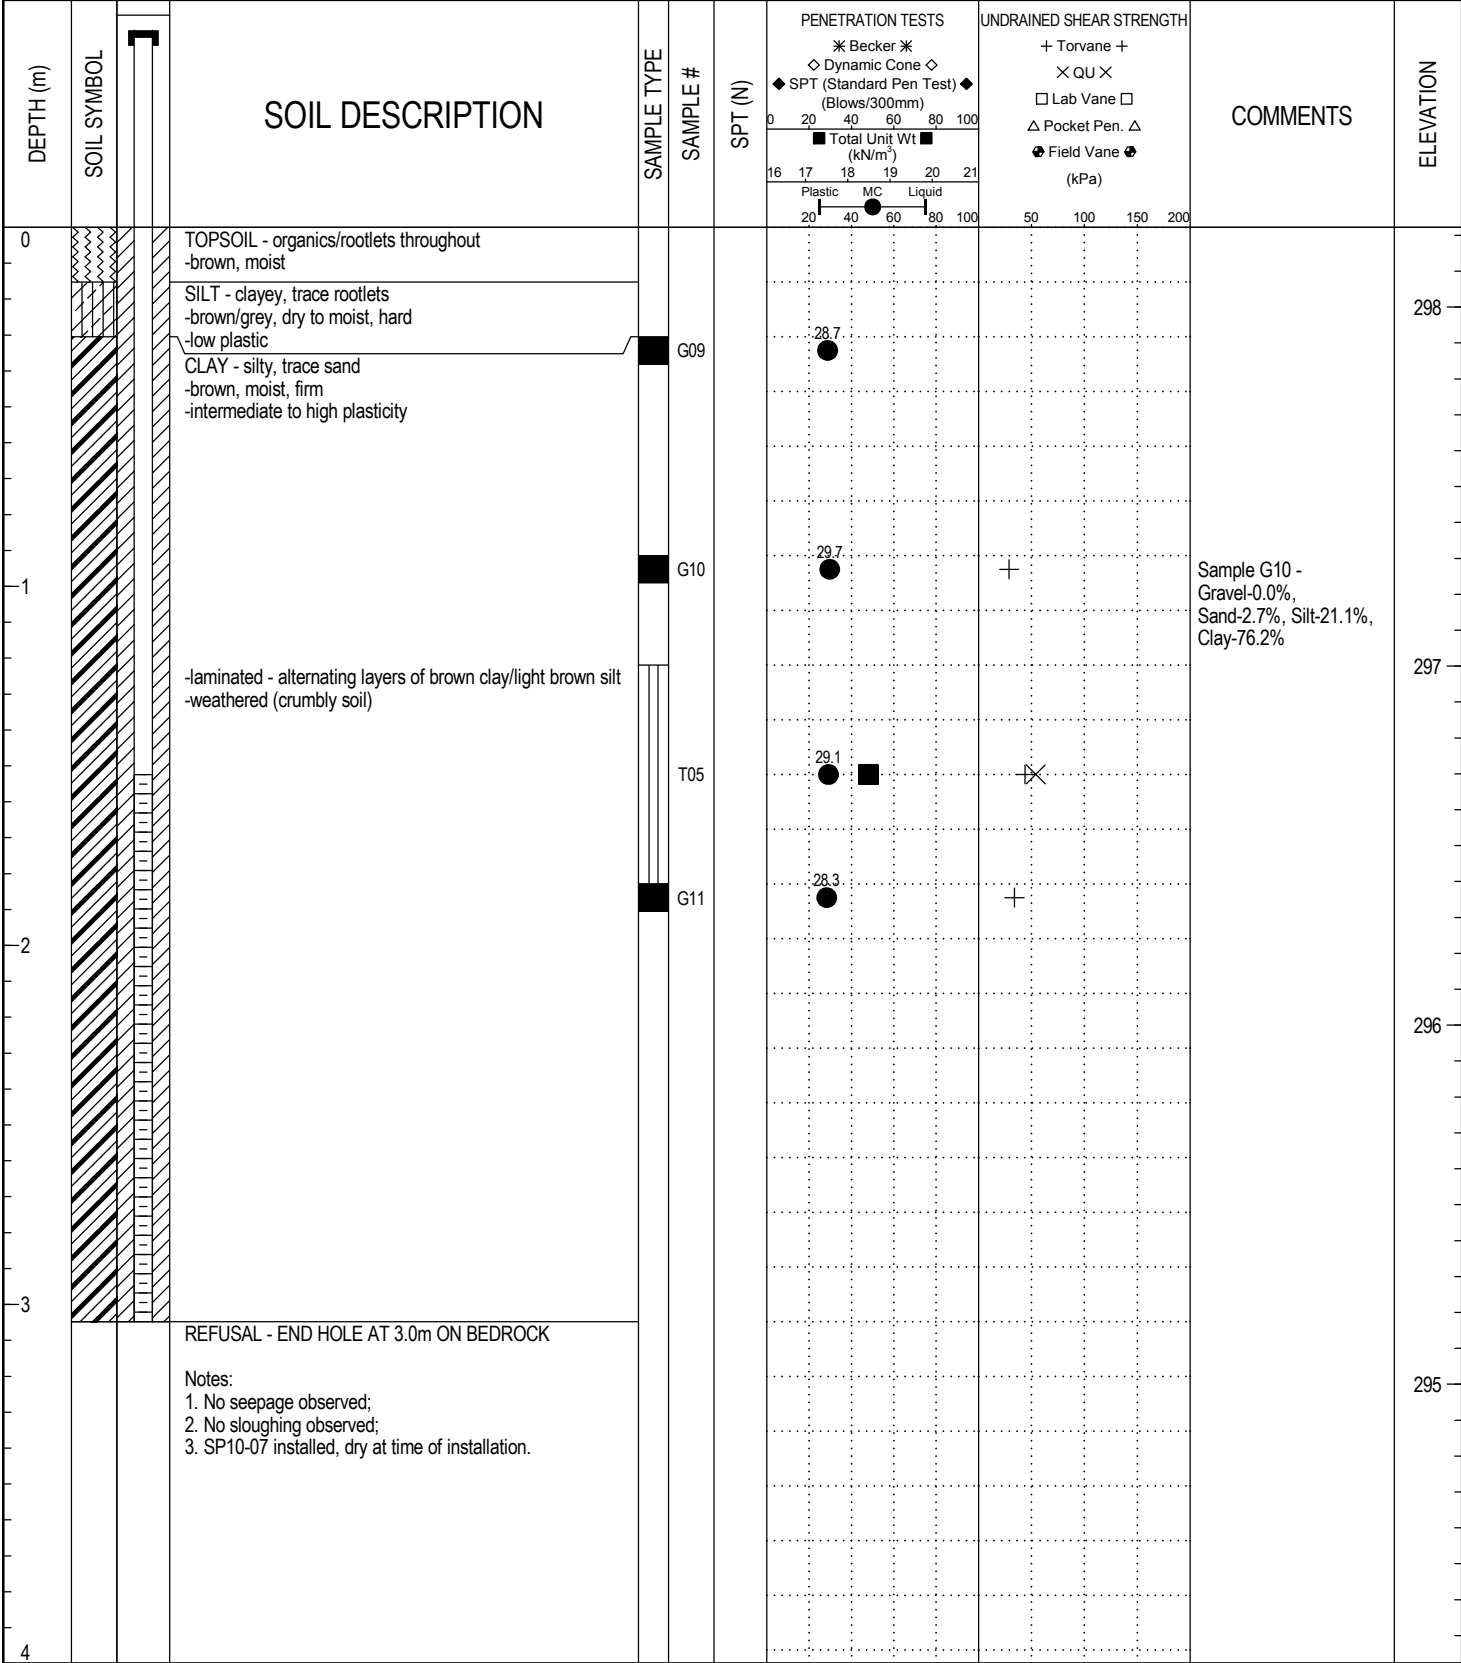 DEPTH (m)
SOIL SYMBOL
SOIL DESCRIPTION
SAMPLE TYPE
SAMPLE #
SPT (N)
PENETRATION TESTS
✳ Becker ✳
◇ Dynamic Cone ◇
◆ SPT (Standard Pen Test) ◆
(Blows/300mm)
0 20 40 60 80 100
■ Total Unit Wt ■
(kN/m³)
16 17 18 19 20 21
Plastic MC Liquid
20 40 60 80 100
UNDRAINED SHEAR STRENGTH
+ Torvane +
× QU ×
□ Lab Vane □
△ Pocket Pen. △
Field Vane
(kPa)
50 100 150 200
COMMENTS
ELEVATION
0
TOPSOIL - organics/rootlets throughout
-brown, moist
SILT - clayey, trace rootlets
-brown/grey, dry to moist, hard
-low plastic
298
28.7
G09
CLAY - silty, trace sand
-brown, moist, firm
-intermediate to high plasticity
29.7
G10
1
Sample G10 -
Gravel-0.0%,
Sand-2.7%, Silt-21.1%,
Clay-76.2%
297
-laminated - alternating layers of brown clay/light brown silt
-weathered (crumbly soil)
29.1
T05
28.3
G11
2
296
3
REFUSAL - END HOLE AT 3.0m ON BEDROCK
Notes:
1. No seepage observed;
2. No sloughing observed;
3. SP10-07 installed, dry at time of installation.
295
4